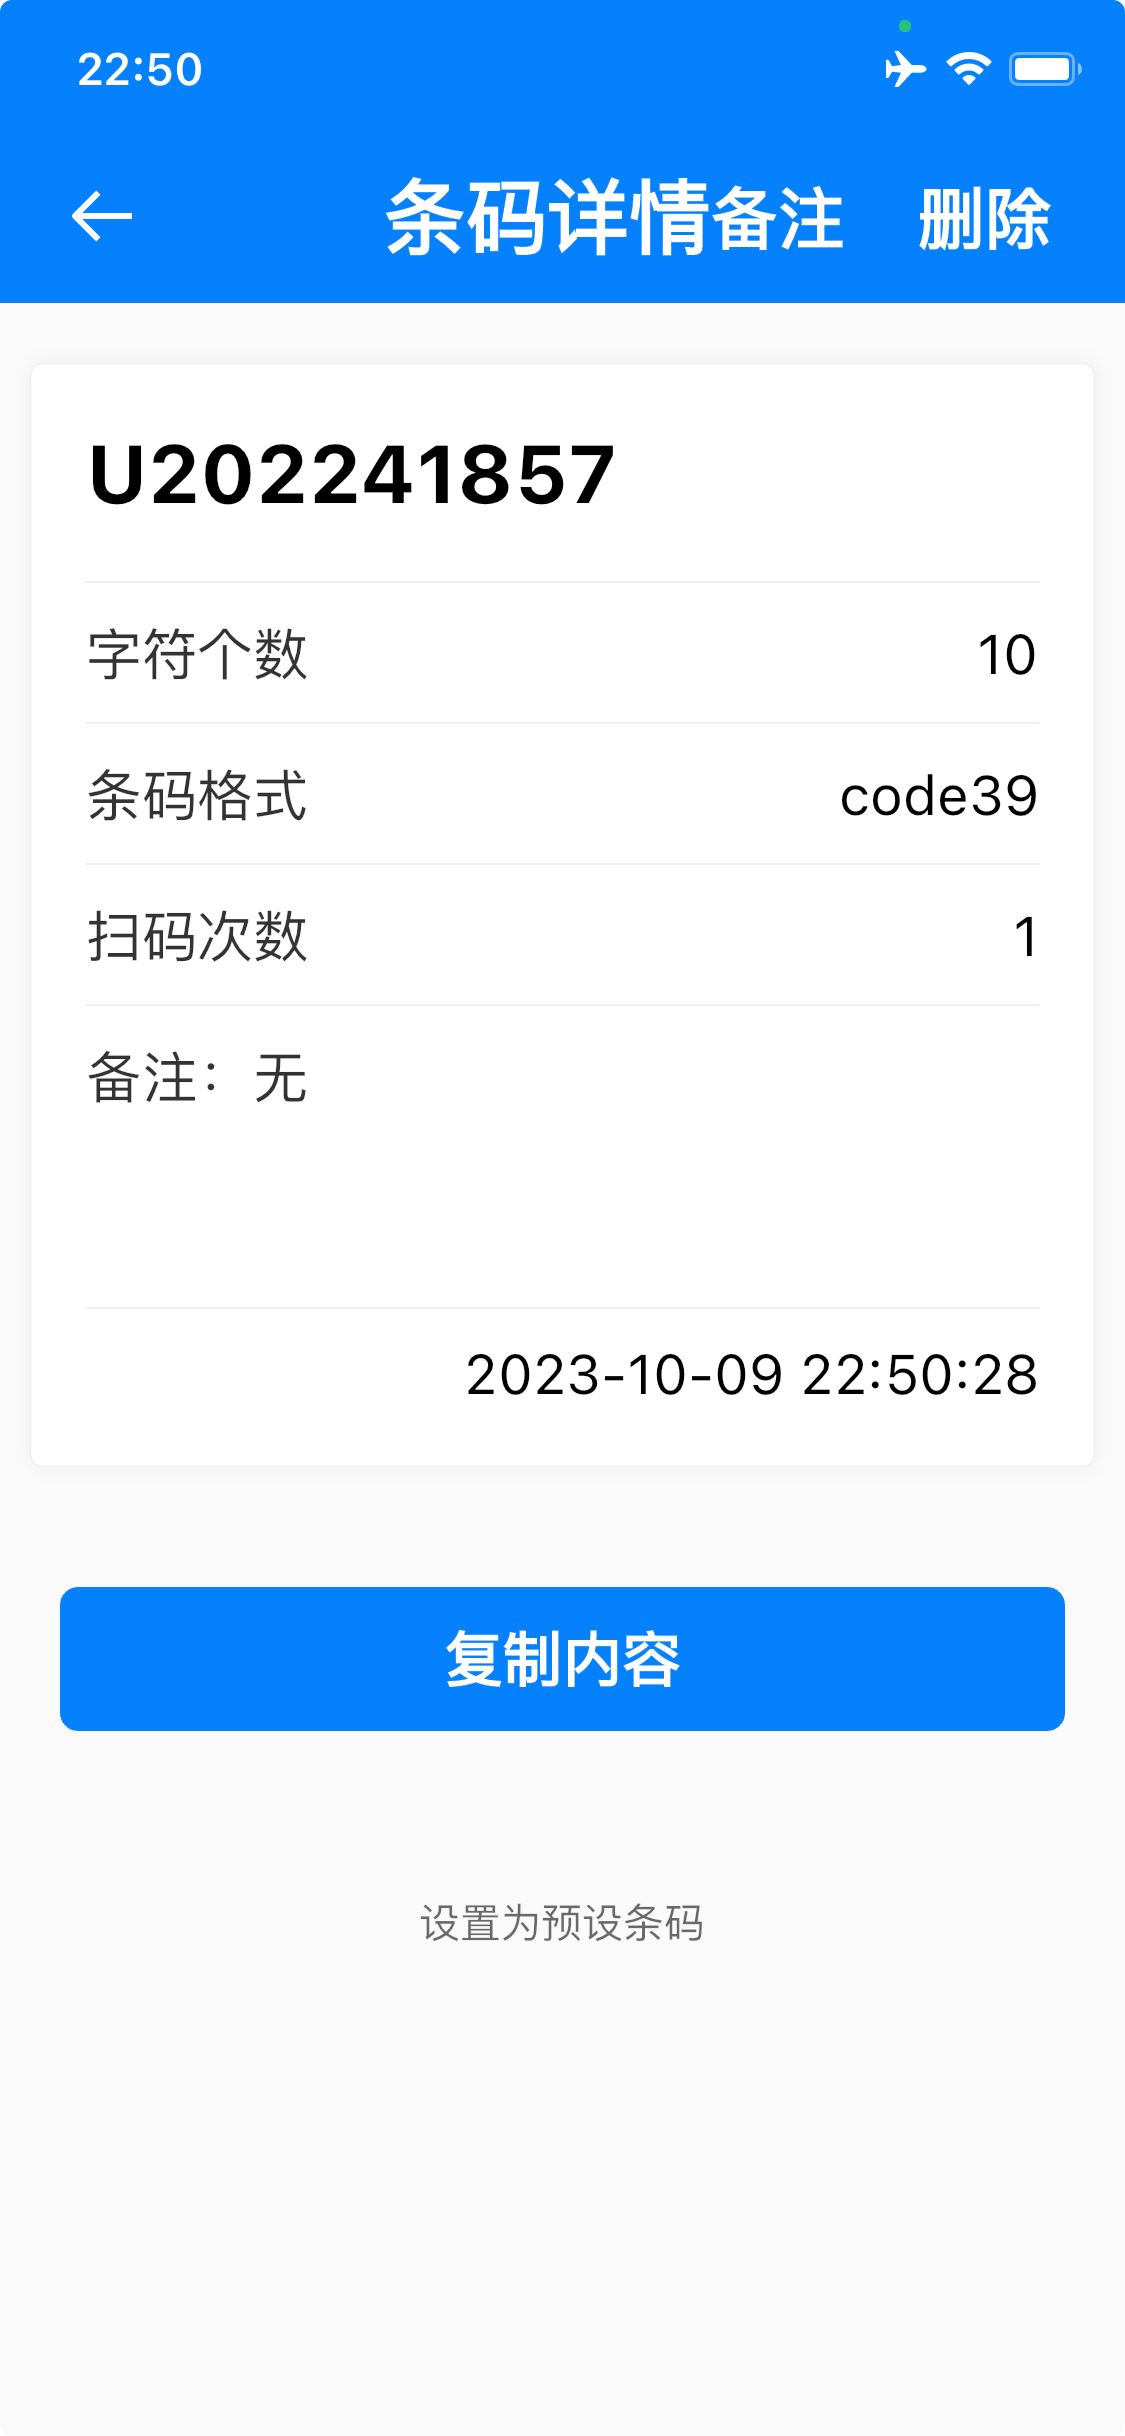 22:50
条码详情备注 删除
U202241857
字符个数 10
条码格式 code39
扫码次数 1
备注：无
2023-10-09 22:50:28
复制内容
设置为预设条码